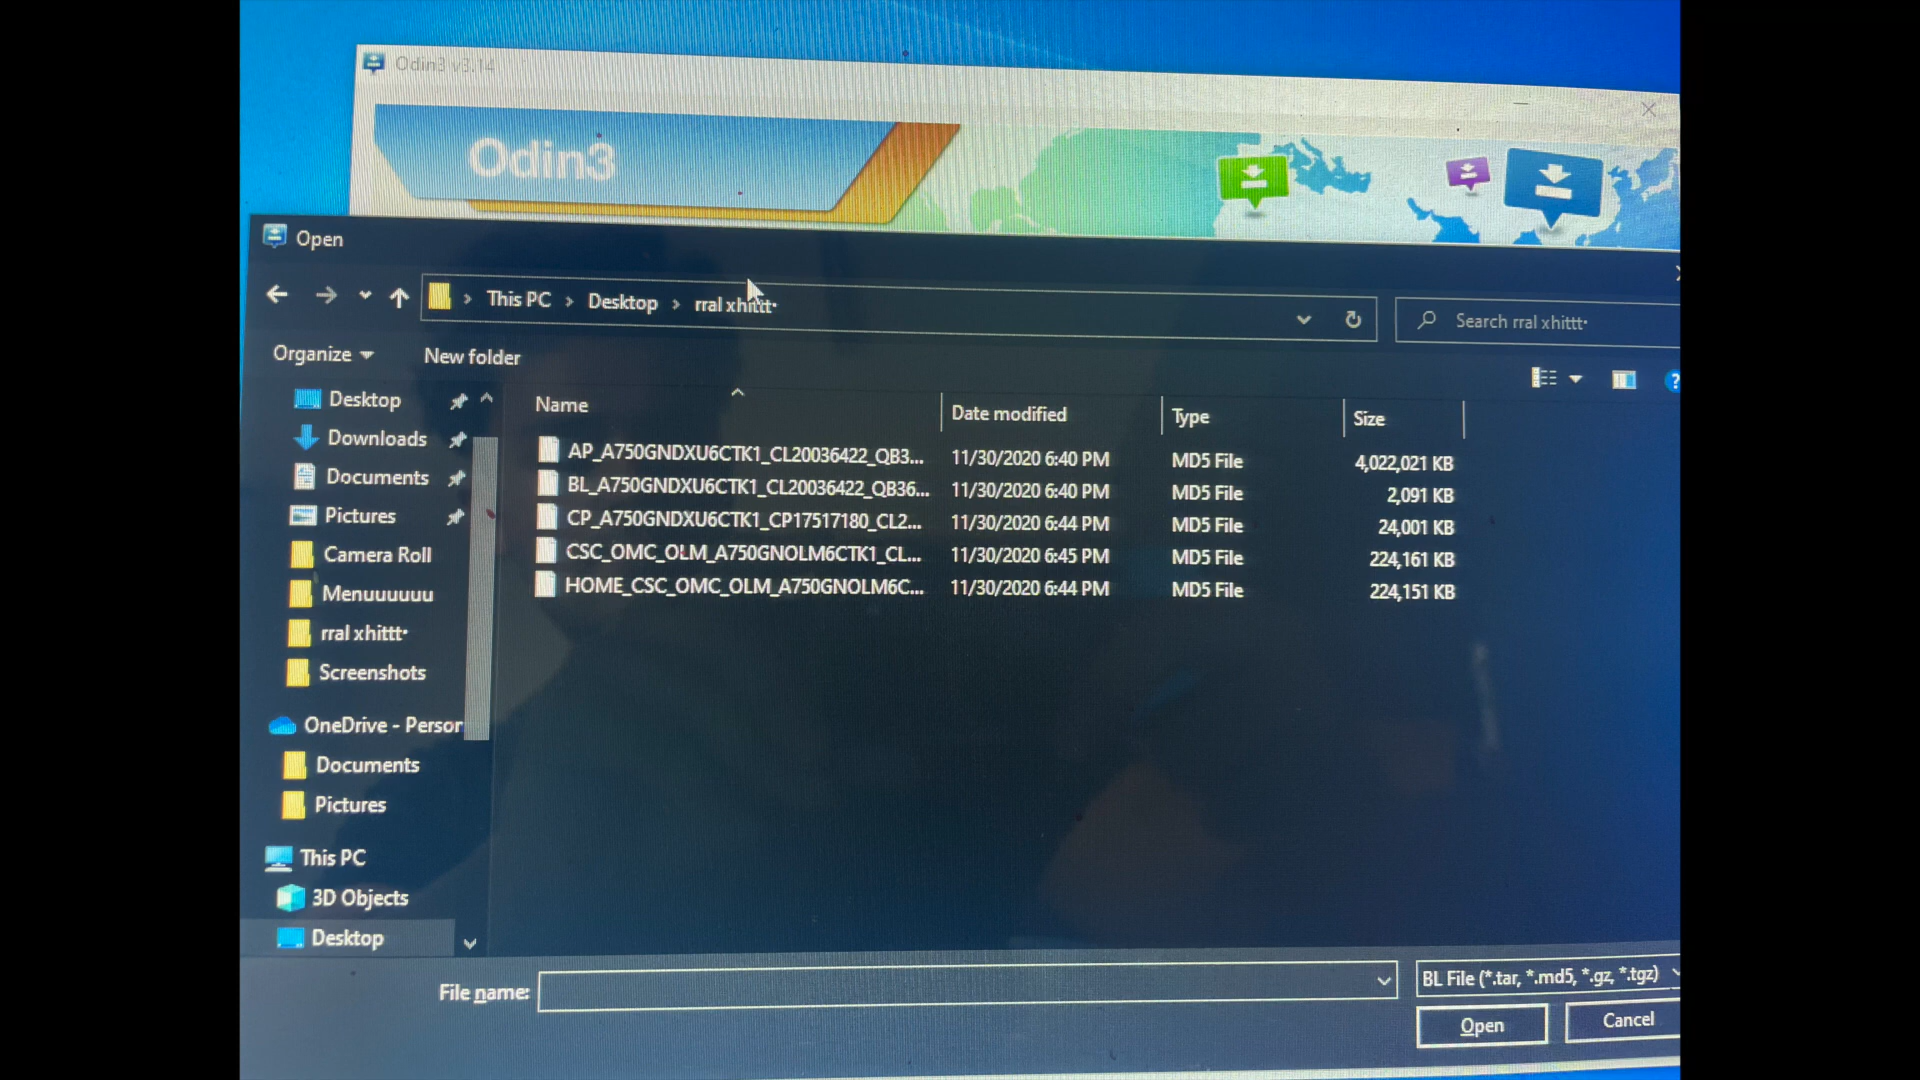 Odin3 v3.14
Odin3
Open
This PC > Desktop > rral xhittt•
Search rral xhittt•
Organize
New folder
Name
Date modified
Type
Size
Desktop
Downloads
Documents
Pictures
Camera Roll
Menuuuuuu
rral xhittt•
Screenshots
OneDrive - Person
Documents
Pictures
This PC
3D Objects
Desktop
AP_A750GNDXU6CTK1_CL20036422_QB3... 11/30/2020 6:40 PM MD5 File 4,022,021 KB
BL_A750GNDXU6CTK1_CL20036422_QB36... 11/30/2020 6:40 PM MD5 File 2,091 KB
CP_A750GNDXU6CTK1_CP17517180_CL2... 11/30/2020 6:44 PM MD5 File 24,001 KB
CSC_OMC_OLM_A750GNOLM6CTK1_CL... 11/30/2020 6:45 PM MD5 File 224,161 KB
HOME_CSC_OMC_OLM_A750GNOLM6C... 11/30/2020 6:44 PM MD5 File 224,151 KB
File name:
BL File (*.tar, *.md5, *.gz, *.tgz)
Open
Cancel